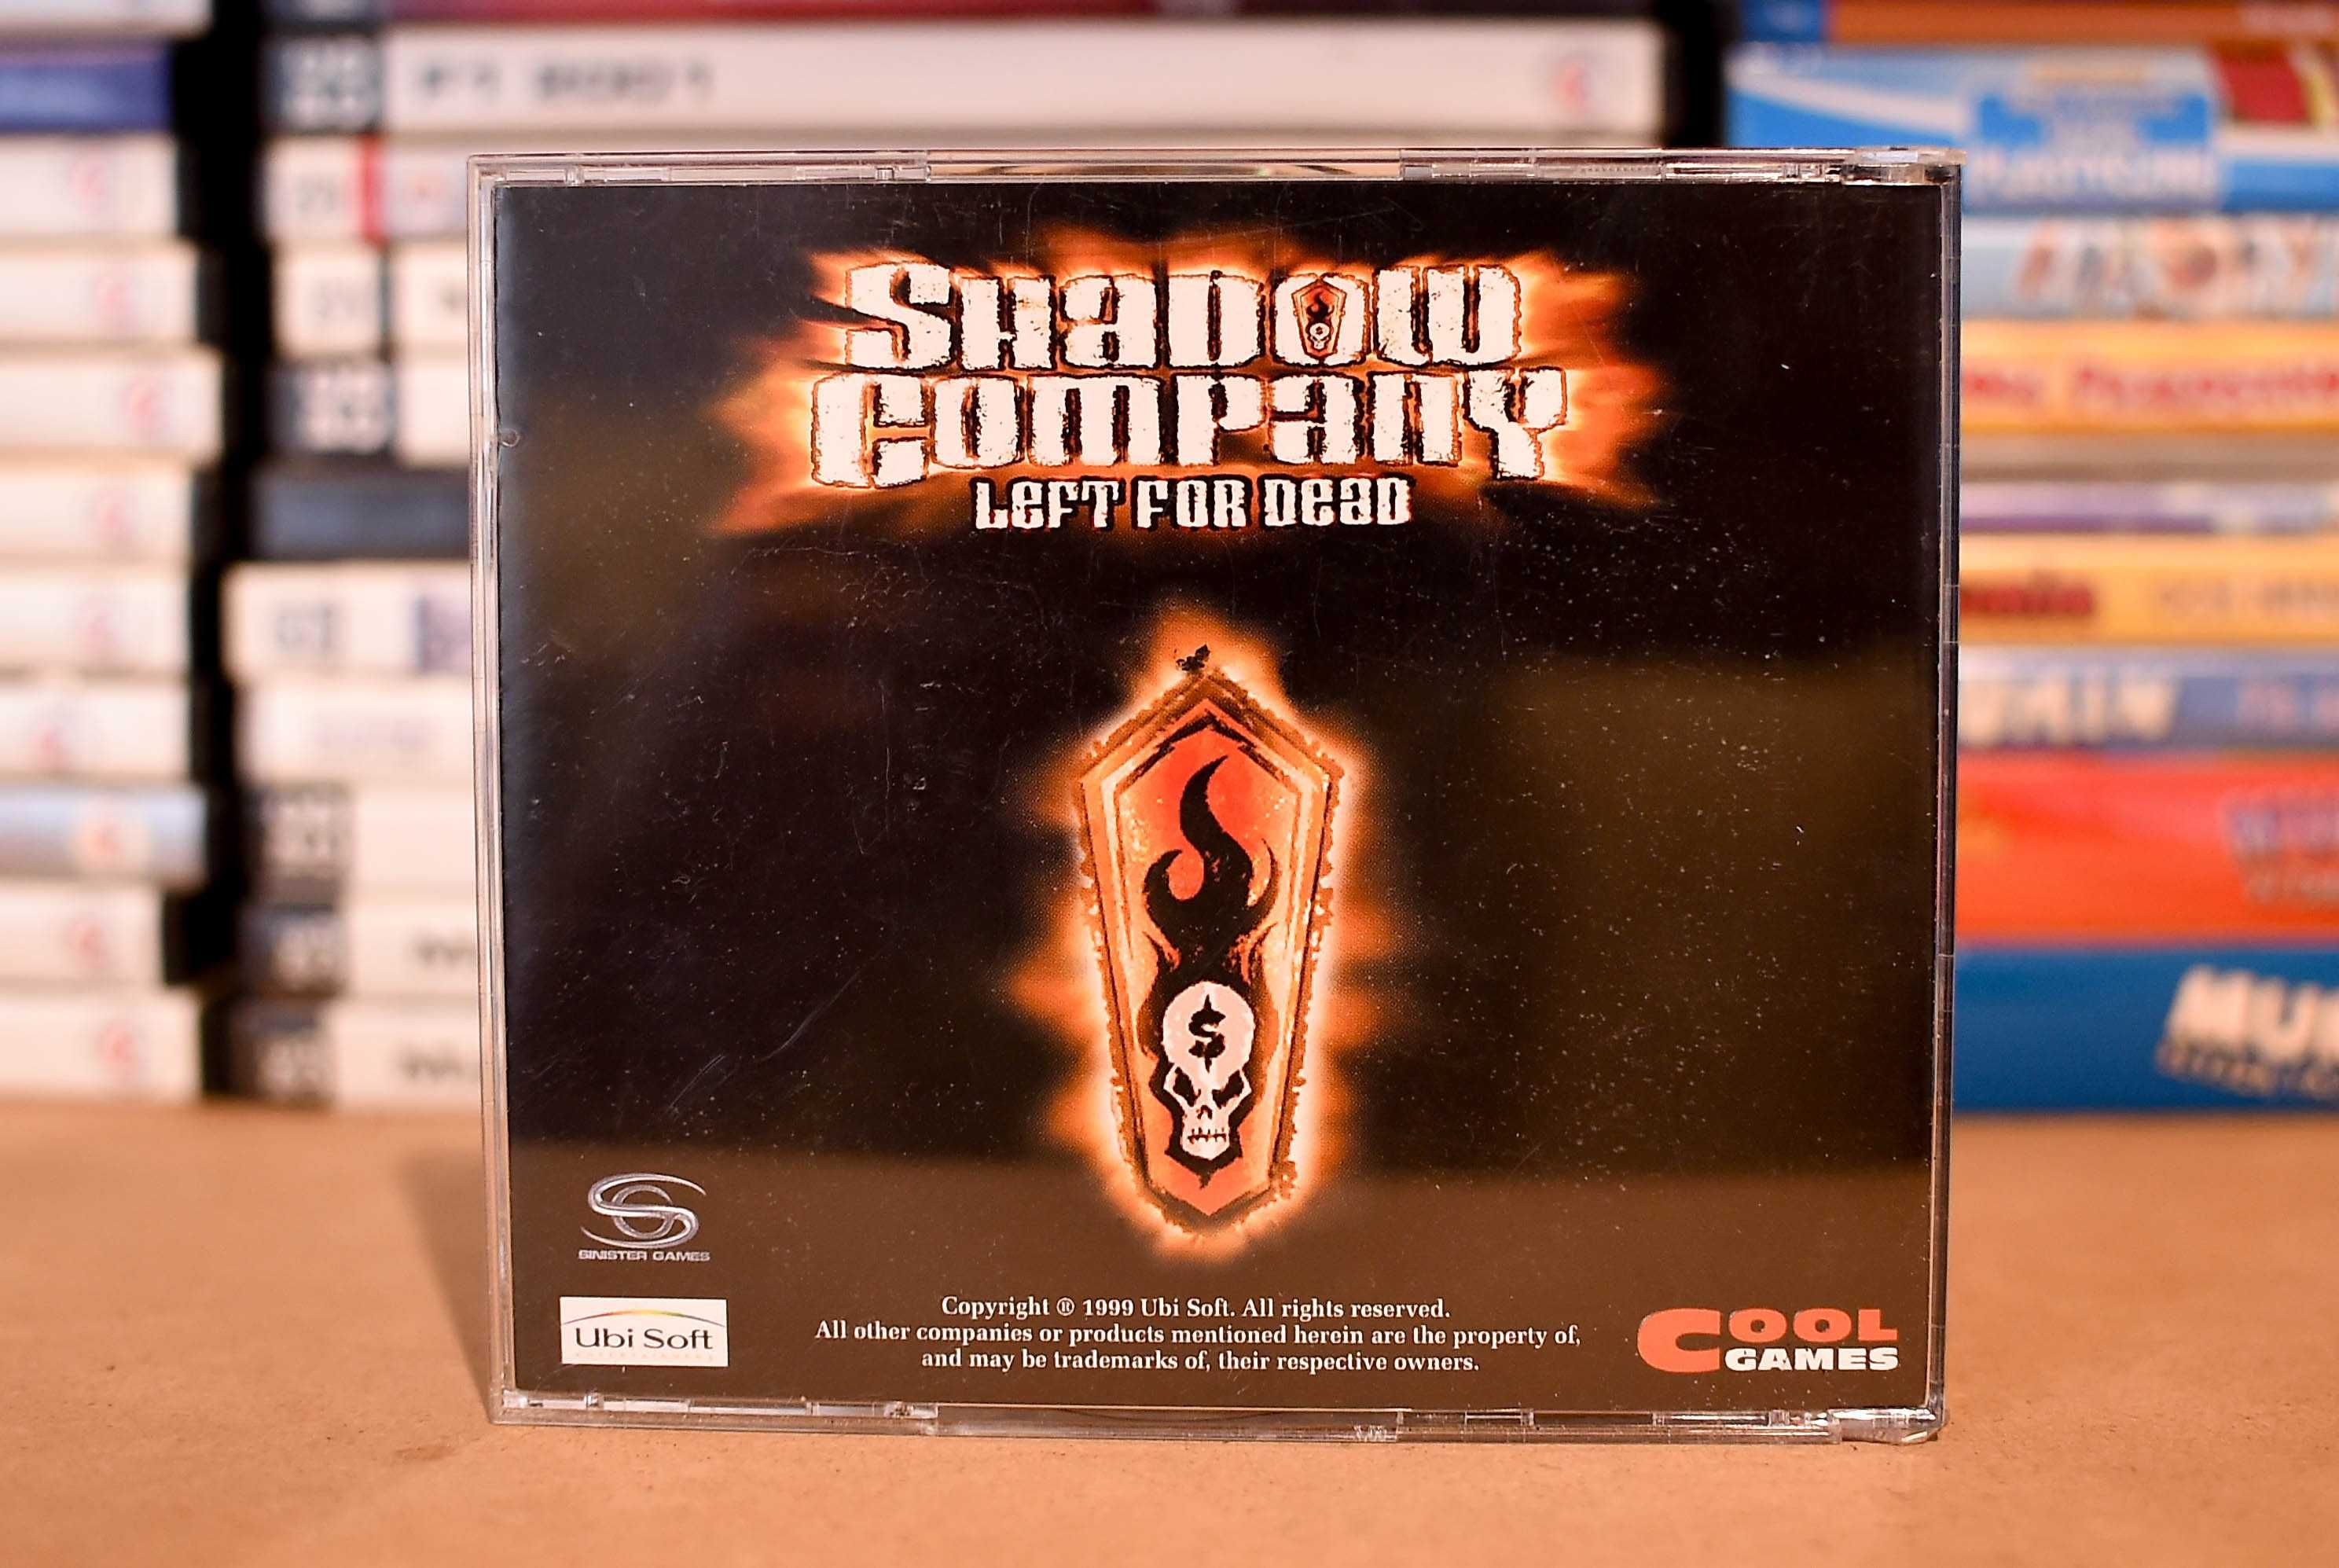 SHADOW
COMPANY
LEFT FOR DEAD
$
SINISTER GAMES
Ubi Soft
Copyright ® 1999 Ubi Soft. All rights reserved.
All other companies or products mentioned herein are the property of,
and may be trademarks of, their respective owners.
COOL
GAMES